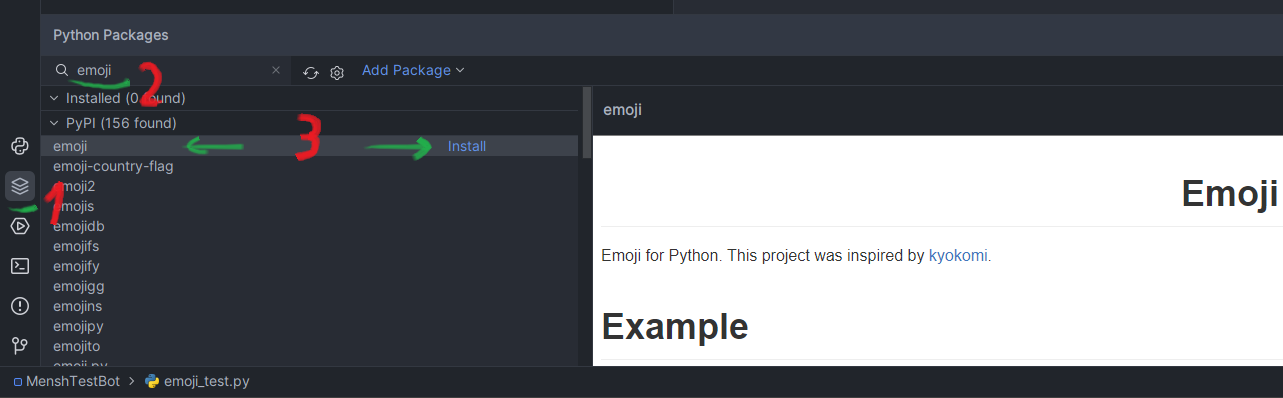 Python Packages
emoji
2
Add Package
Installed (0 found)
PyPI (156 found)
3
emoji
Install
emoji-country-flag
1
emoji2
emojis
emojidb
emojifs
emojify
emojigg
emojins
emojipy
emojito
emoji.py
emoji
Emoji
Emoji for Python. This project was inspired by kyokomi.
Example
MenshTestBot > emoji_test.py